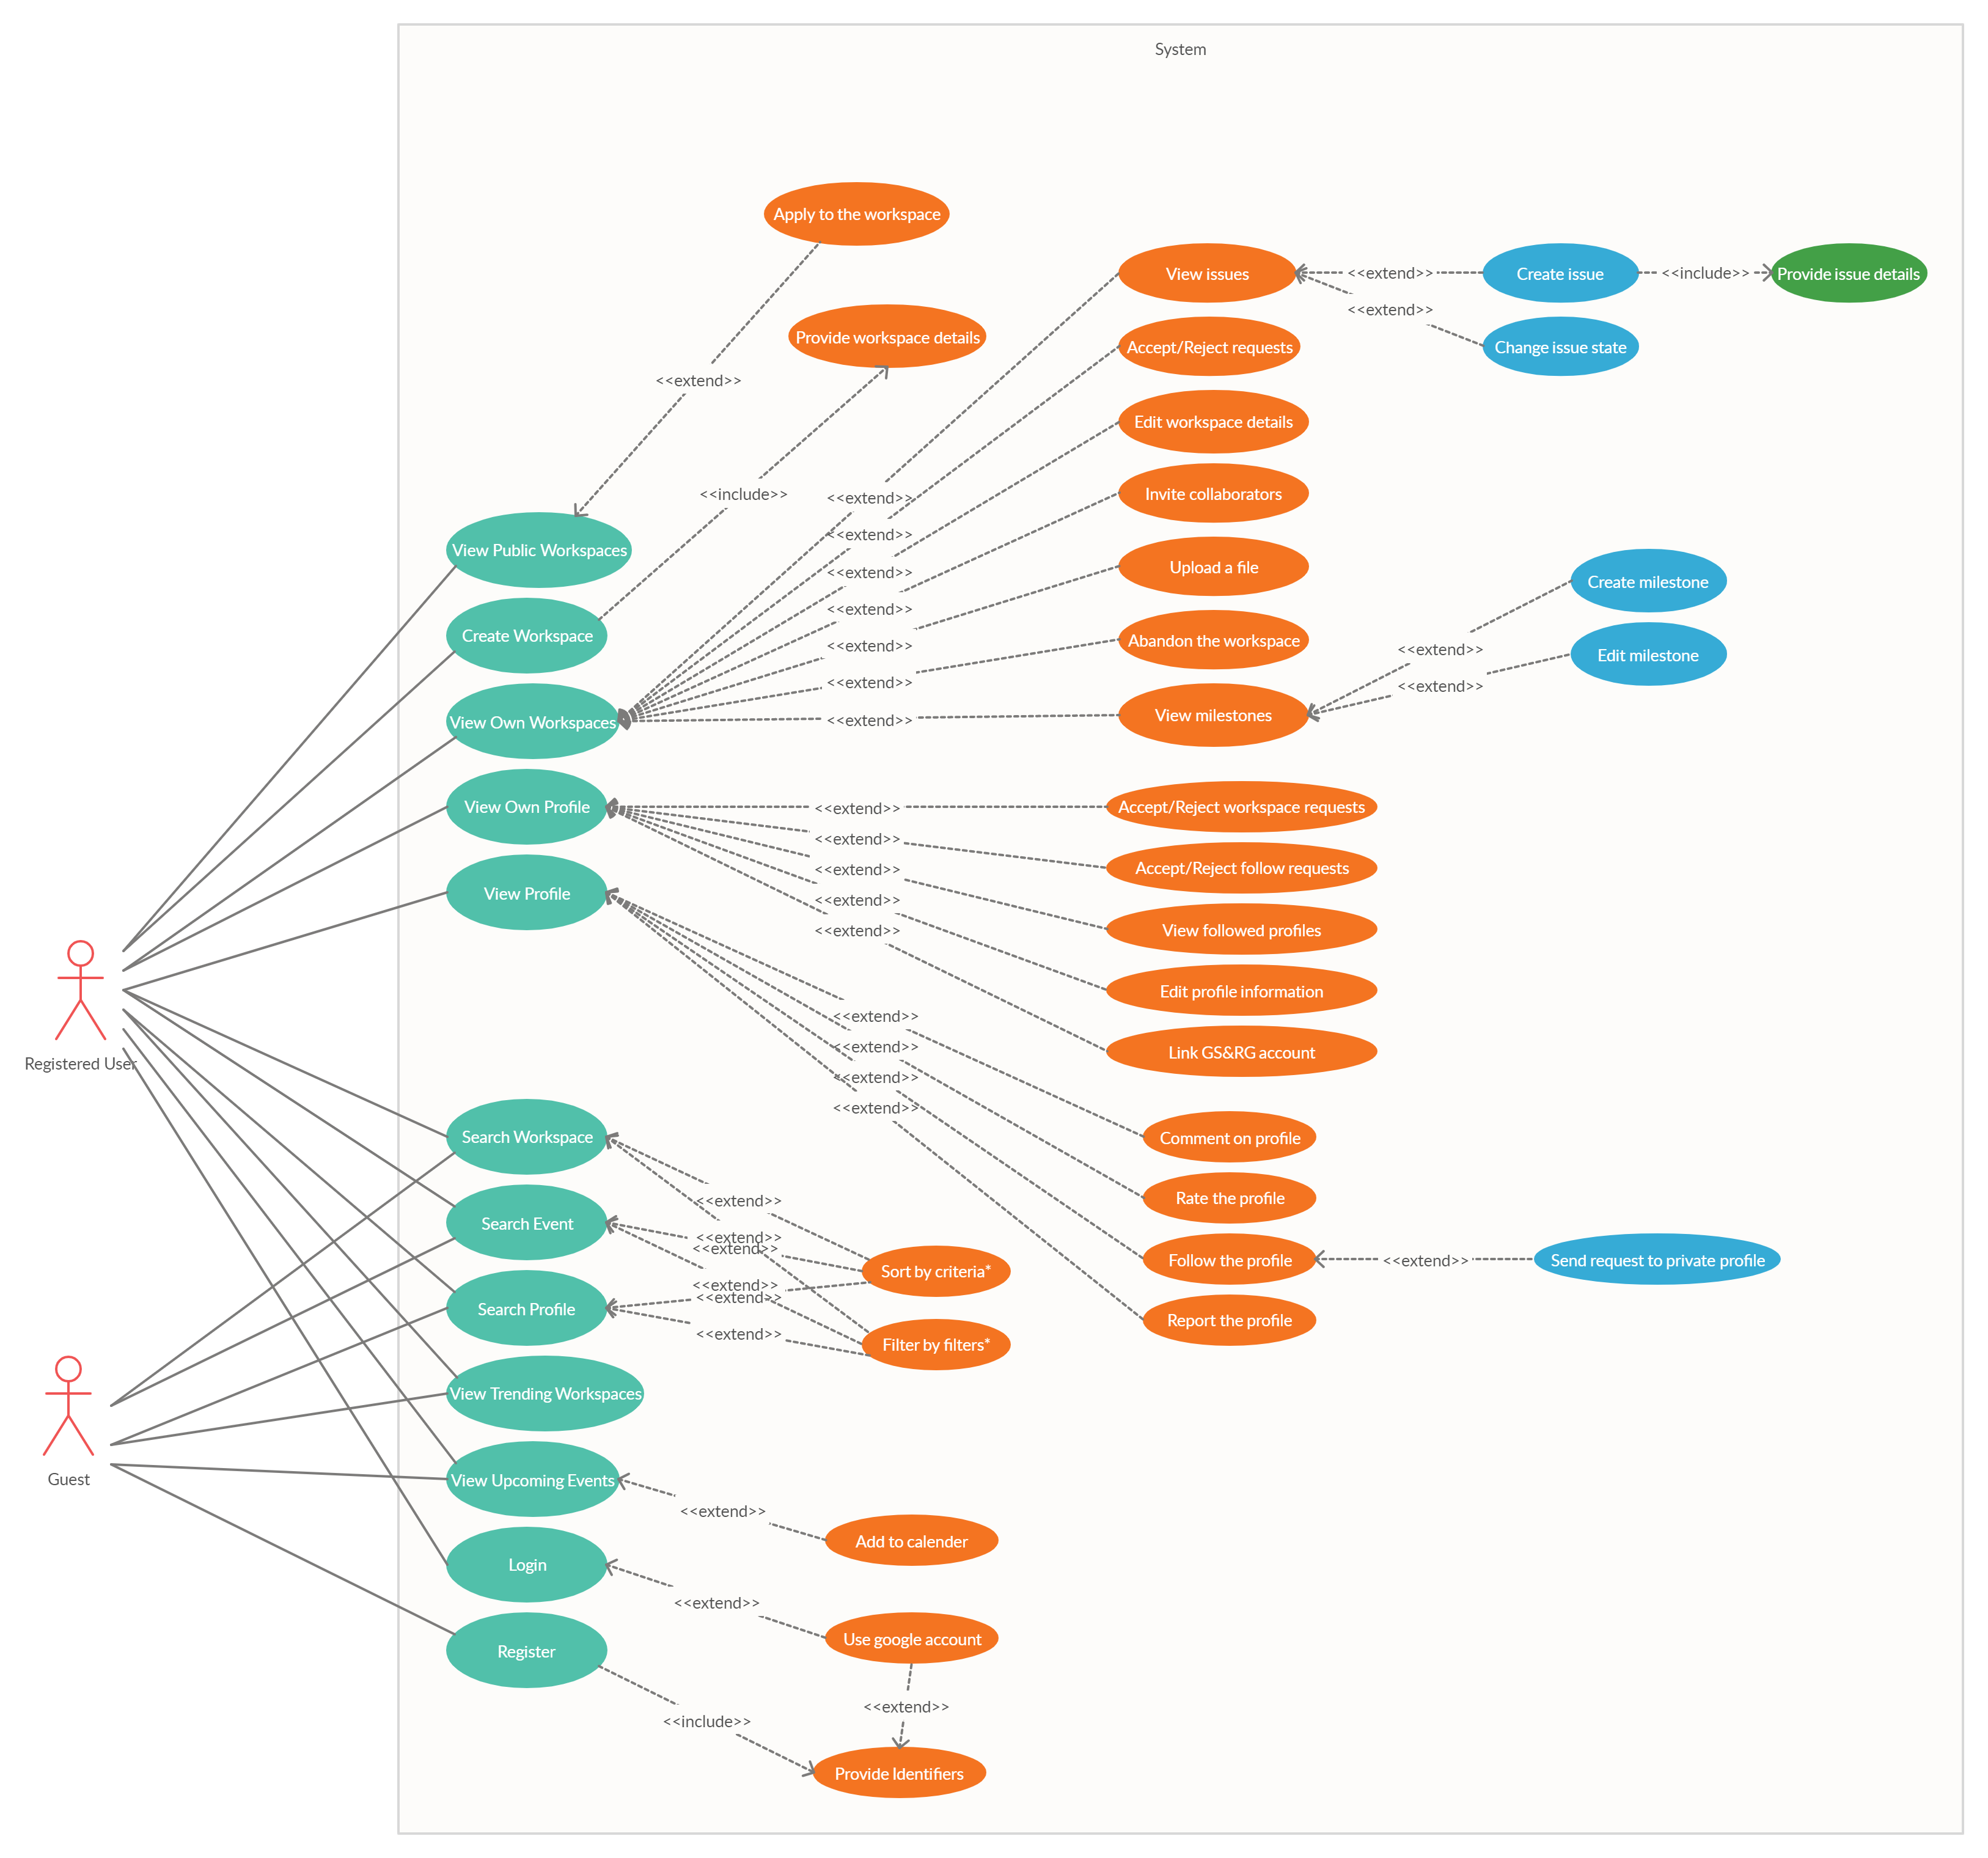 System
Apply to the workspace
View issues
<<extend>>
Create issue
<<include>>
Provide issue details
<<extend>>
Provide workspace details
Accept/Reject requests
Change issue state
<<extend>>
Edit workspace details
<<include>>
<<extend>>
Invite collaborators
<<extend>>
View Public Workspaces
<<extend>>
Upload a file
Create milestone
<<extend>>
Create Workspace
<<extend>>
Abandon the workspace
<<extend>>
Edit milestone
<<extend>>
<<extend>>
View Own Workspaces
<<extend>>
View milestones
View Own Profile
<<extend>>
Accept/Reject workspace requests
<<extend>>
Accept/Reject follow requests
<<extend>>
View Profile
<<extend>>
View followed profiles
<<extend>>
Edit profile information
<<extend>>
Registered User
<<extend>>
Link GS&RG account
<<extend>>
<<extend>>
Search Workspace
Comment on profile
<<extend>>
Rate the profile
Search Event
<<extend>>
<<extend>>
Sort by criteria*
Follow the profile
<<extend>>
Send request to private profile
<<extend>>
<<extend>>
Search Profile
Report the profile
<<extend>>
Filter by filters*
View Trending Workspaces
Guest
View Upcoming Events
<<extend>>
Add to calender
Login
<<extend>>
Use google account
Register
<<extend>>
<<include>>
Provide Identifiers